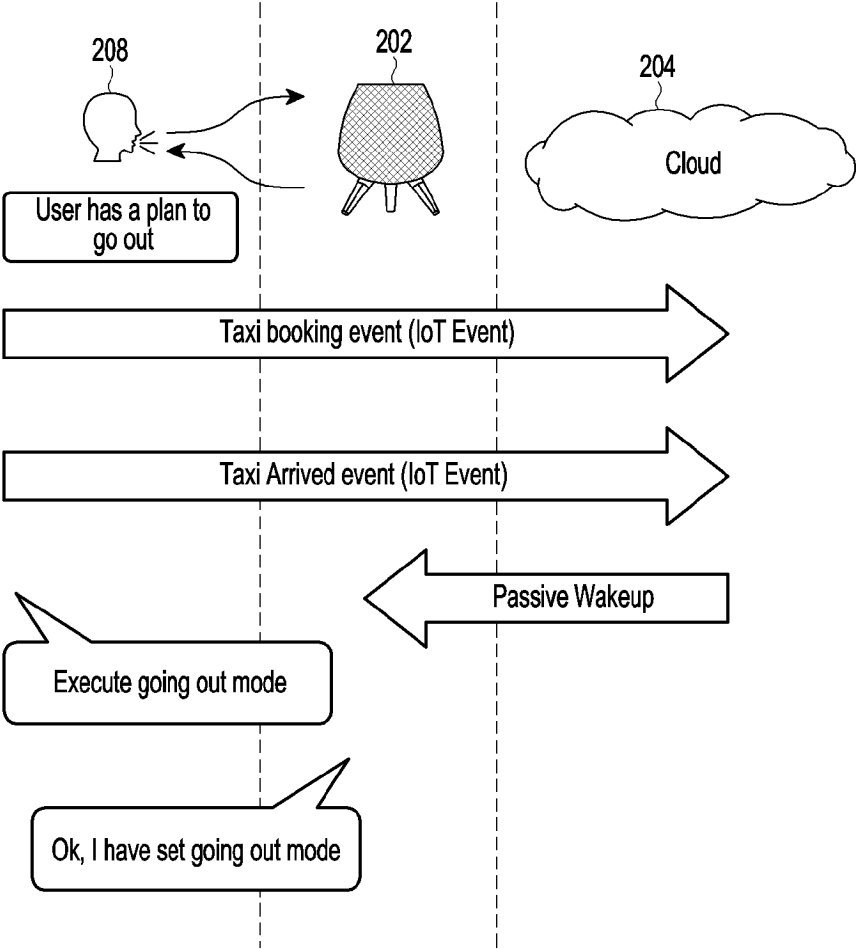 208
202
204
Cloud
User has a plan to
go out
Taxi booking event (IoT Event)
Taxi Arrived event (IoT Event)
Passive Wakeup
Execute going out mode
Ok, I have set going out mode